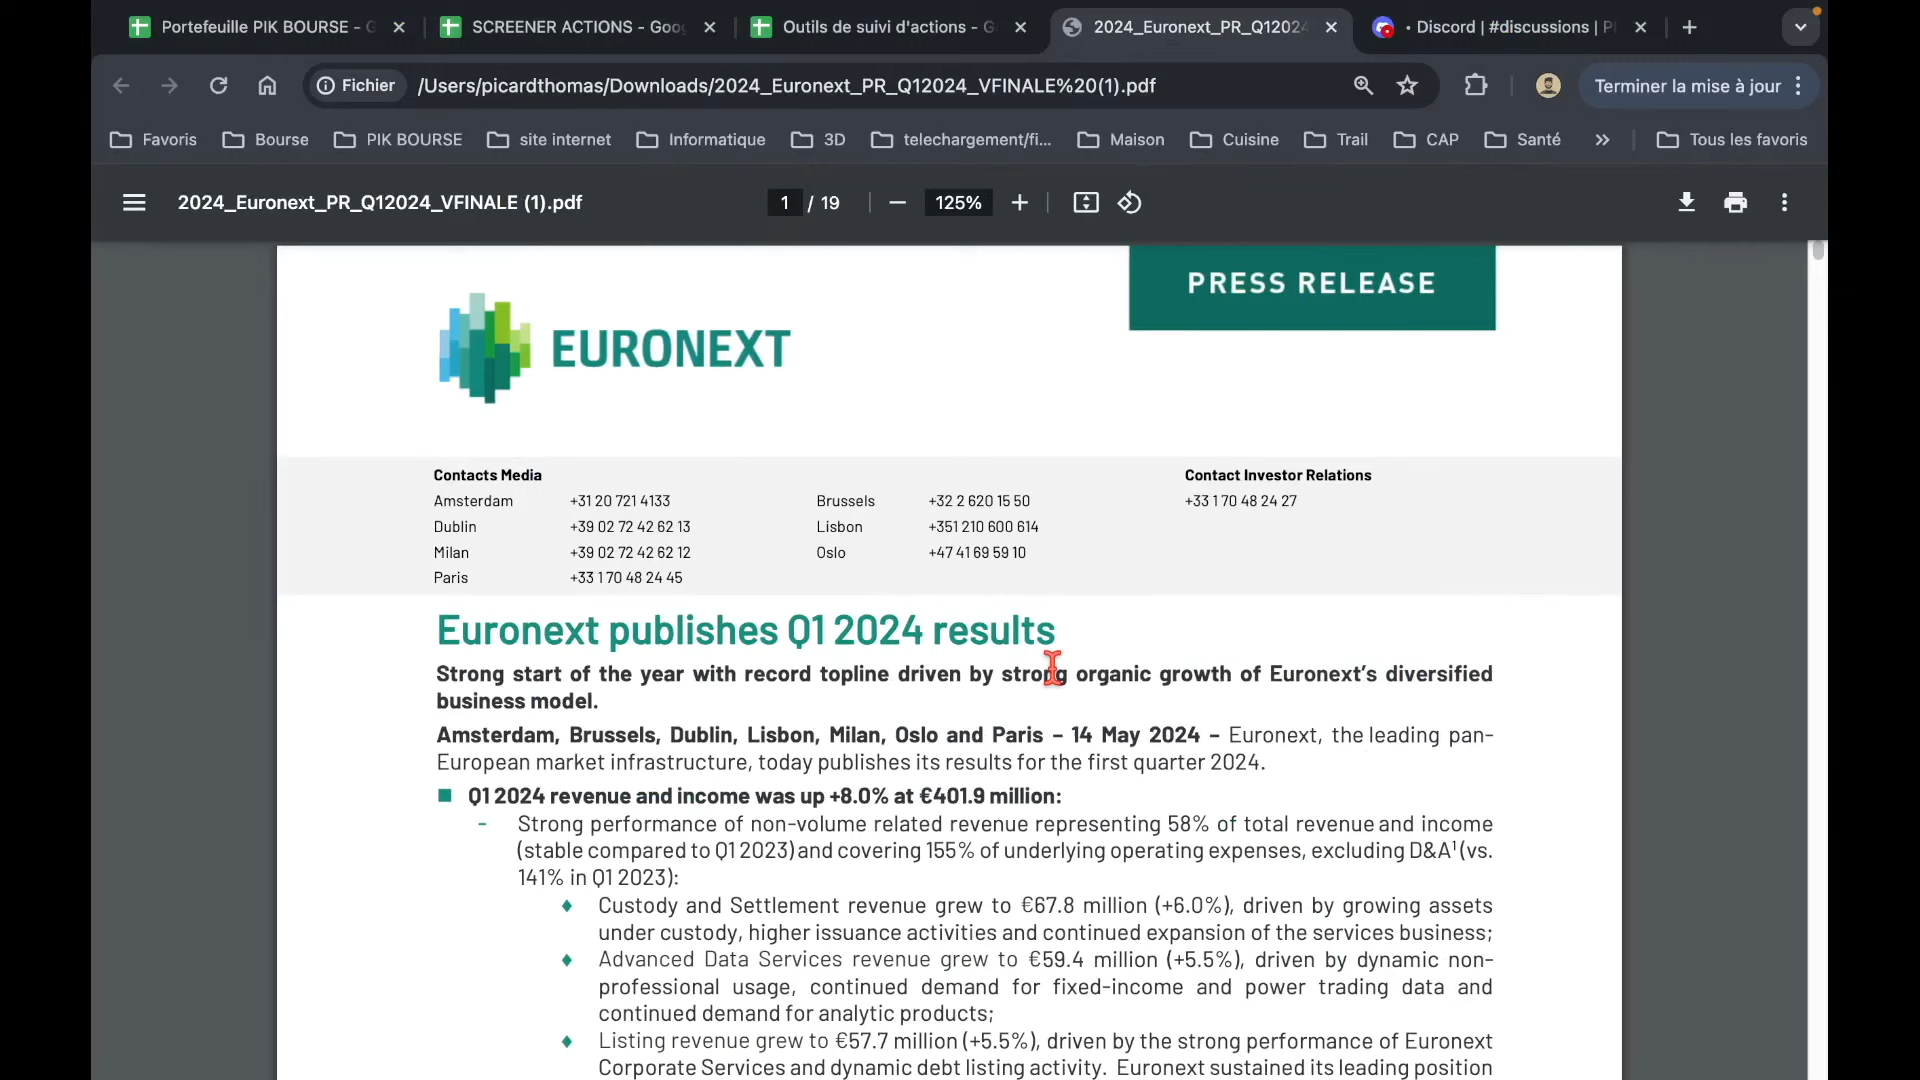 Portefeuille PIK BOURSE - G
SCREENER ACTIONS - Goog
Outils de suivi d'actions - G
2024_Euronext_PR_Q12024
• Discord | #discussions | P
Fichier
/Users/picardthomas/Downloads/2024_Euronext_PR_Q12024_VFINALE%20(1).pdf
Terminer la mise à jour
Favoris
Bourse
PIK BOURSE
site internet
Informatique
3D
telechargement/fi...
Maison
Cuisine
Trail
CAP
Santé
»
Tous les favoris
2024_Euronext_PR_Q12024_VFINALE (1).pdf
1 / 19
125%
PRESS RELEASE
EURONEXT
Contacts Media
Contact Investor Relations
Amsterdam +31 20 721 4133 Brussels +32 2 620 15 50 +33 1 70 48 24 27
Dublin +39 02 72 42 62 13 Lisbon +351 210 600 614
Milan +39 02 72 42 62 12 Oslo +47 41 69 59 10
Paris +33 1 70 48 24 45
Euronext publishes Q1 2024 results
Strong start of the year with record topline driven by strong organic growth of Euronext's diversified
business model.
Amsterdam, Brussels, Dublin, Lisbon, Milan, Oslo and Paris – 14 May 2024 – Euronext, the leading pan-
European market infrastructure, today publishes its results for the first quarter 2024.
Q1 2024 revenue and income was up +8.0% at €401.9 million:
- Strong performance of non-volume related revenue representing 58% of total revenue and income
(stable compared to Q1 2023) and covering 155% of underlying operating expenses, excluding D&A¹ (vs.
141% in Q1 2023):
Custody and Settlement revenue grew to €67.8 million (+6.0%), driven by growing assets
under custody, higher issuance activities and continued expansion of the services business;
Advanced Data Services revenue grew to €59.4 million (+5.5%), driven by dynamic non-
professional usage, continued demand for fixed-income and power trading data and
continued demand for analytic products;
Listing revenue grew to €57.7 million (+5.5%), driven by the strong performance of Euronext
Corporate Services and dynamic debt listing activity. Euronext sustained its leading position